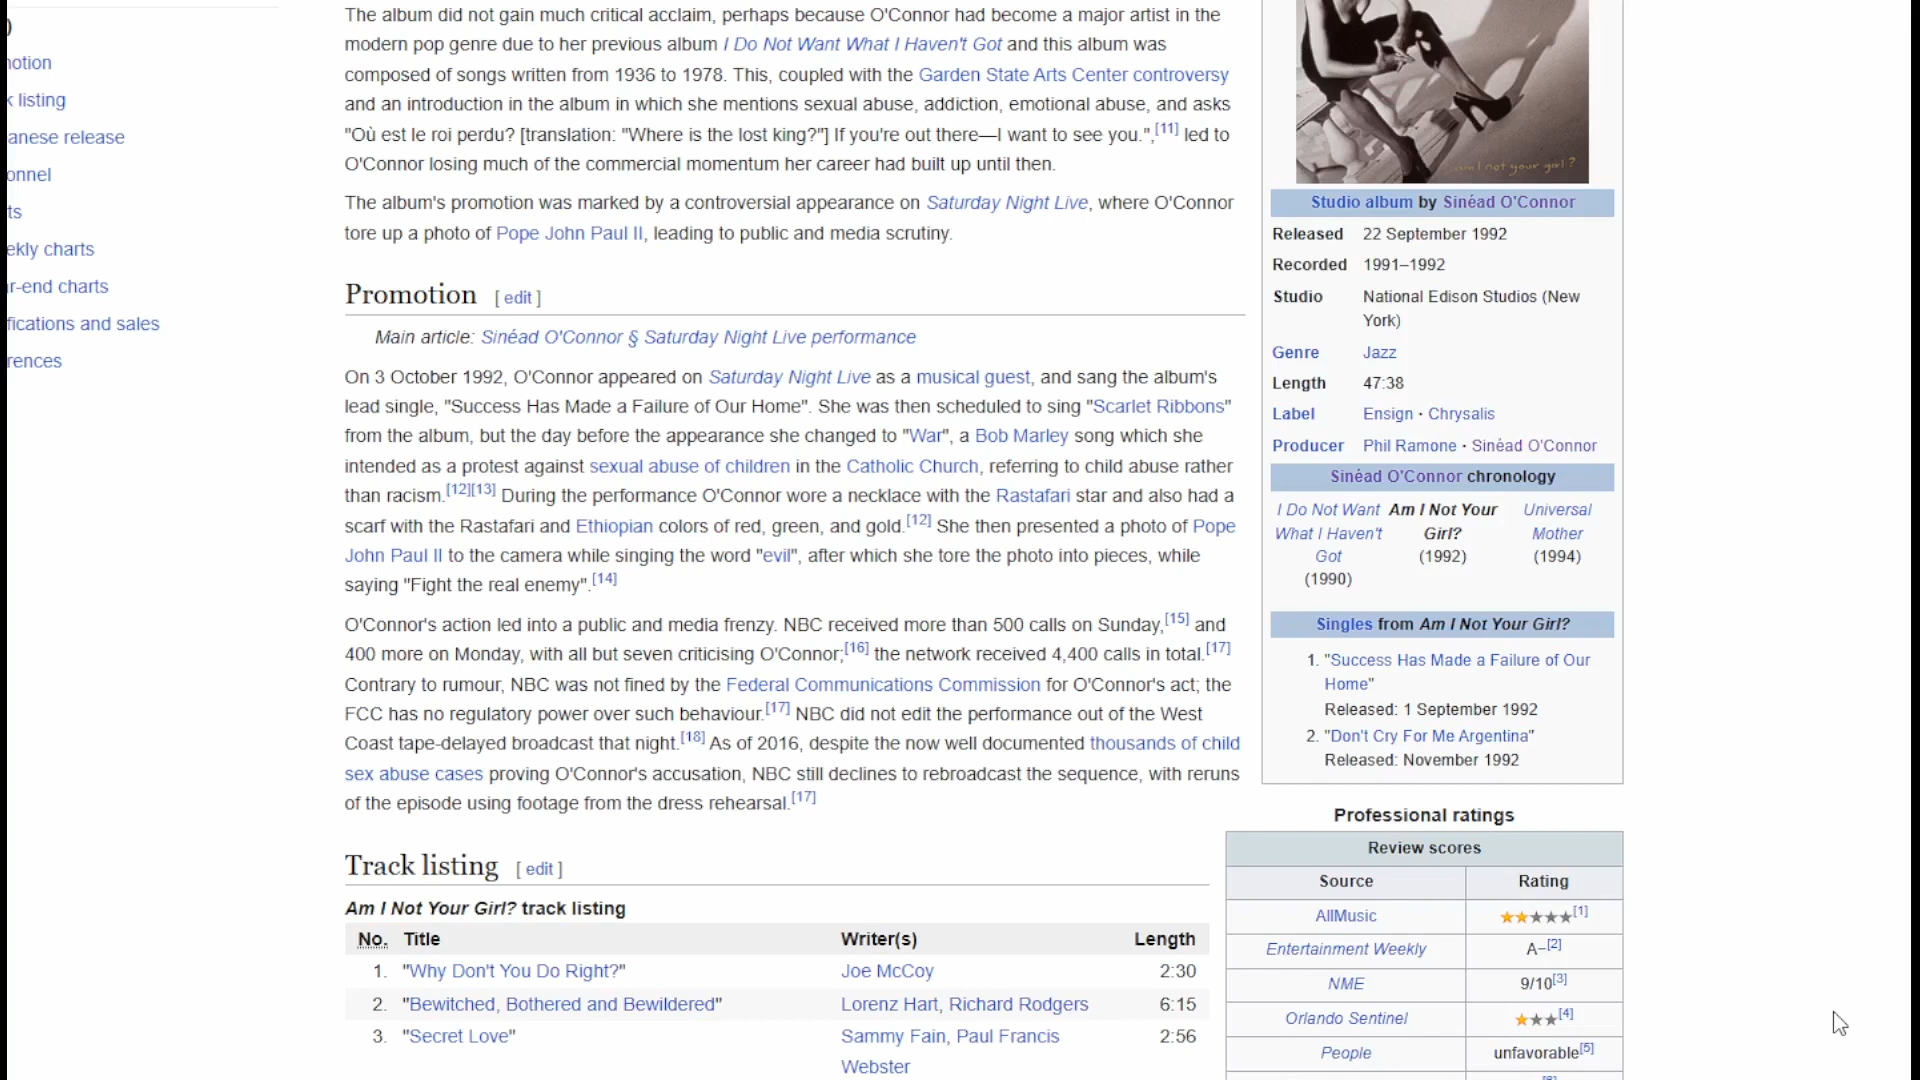 )
notion
k listing
anese release
onnel
ts
ekly charts
r-end charts
fications and sales
rences
The album did not gain much critical acclaim, perhaps because O'Connor had become a major artist in the
modern pop genre due to her previous album I Do Not Want What I Haven't Got and this album was
composed of songs written from 1936 to 1978. This, coupled with the Garden State Arts Center controversy
and an introduction in the album in which she mentions sexual abuse, addiction, emotional abuse, and asks
"Où est le roi perdu? [translation: "Where is the lost king?"] If you're out there—I want to see you.",[11] led to
O'Connor losing much of the commercial momentum her career had built up until then.
The album's promotion was marked by a controversial appearance on Saturday Night Live, where O'Connor
tore up a photo of Pope John Paul II, leading to public and media scrutiny.
Promotion [ edit ]
Main article: Sinéad O'Connor § Saturday Night Live performance
On 3 October 1992, O'Connor appeared on Saturday Night Live as a musical guest, and sang the album's
lead single, "Success Has Made a Failure of Our Home". She was then scheduled to sing "Scarlet Ribbons"
from the album, but the day before the appearance she changed to "War", a Bob Marley song which she
intended as a protest against sexual abuse of children in the Catholic Church, referring to child abuse rather
than racism.[12][13] During the performance O'Connor wore a necklace with the Rastafari star and also had a
scarf with the Rastafari and Ethiopian colors of red, green, and gold.[12] She then presented a photo of Pope
John Paul II to the camera while singing the word "evil", after which she tore the photo into pieces, while
saying "Fight the real enemy".[14]
O'Connor's action led into a public and media frenzy. NBC received more than 500 calls on Sunday,[15] and
400 more on Monday, with all but seven criticising O'Connor;[16] the network received 4,400 calls in total.[17]
Contrary to rumour, NBC was not fined by the Federal Communications Commission for O'Connor's act; the
FCC has no regulatory power over such behaviour.[17] NBC did not edit the performance out of the West
Coast tape-delayed broadcast that night.[18] As of 2016, despite the now well documented thousands of child
sex abuse cases proving O'Connor's accusation, NBC still declines to rebroadcast the sequence, with reruns
of the episode using footage from the dress rehearsal.[17]
Track listing [ edit ]
Am I Not Your Girl? track listing
No. Title Writer(s) Length
1. "Why Don't You Do Right?" Joe McCoy 2:30
2. "Bewitched, Bothered and Bewildered" Lorenz Hart, Richard Rodgers 6:15
3. "Secret Love" Sammy Fain, Paul Francis 2:56
Webster
am I not your girl?
Studio album by Sinéad O'Connor
Released 22 September 1992
Recorded 1991–1992
Studio National Edison Studios (New
York)
Genre Jazz
Length 47:38
Label Ensign · Chrysalis
Producer Phil Ramone · Sinéad O'Connor
Sinéad O'Connor chronology
I Do Not Want Am I Not Your Universal
What I Haven't Girl? Mother
Got (1992) (1994)
(1990)
Singles from Am I Not Your Girl?
1. "Success Has Made a Failure of Our
Home"
Released: 1 September 1992
2. "Don't Cry For Me Argentina"
Released: November 1992
Professional ratings
Review scores
Source Rating
AllMusic ★★★★★[1]
Entertainment Weekly A−[2]
NME 9/10[3]
Orlando Sentinel ★★★[4]
People unfavorable[5]